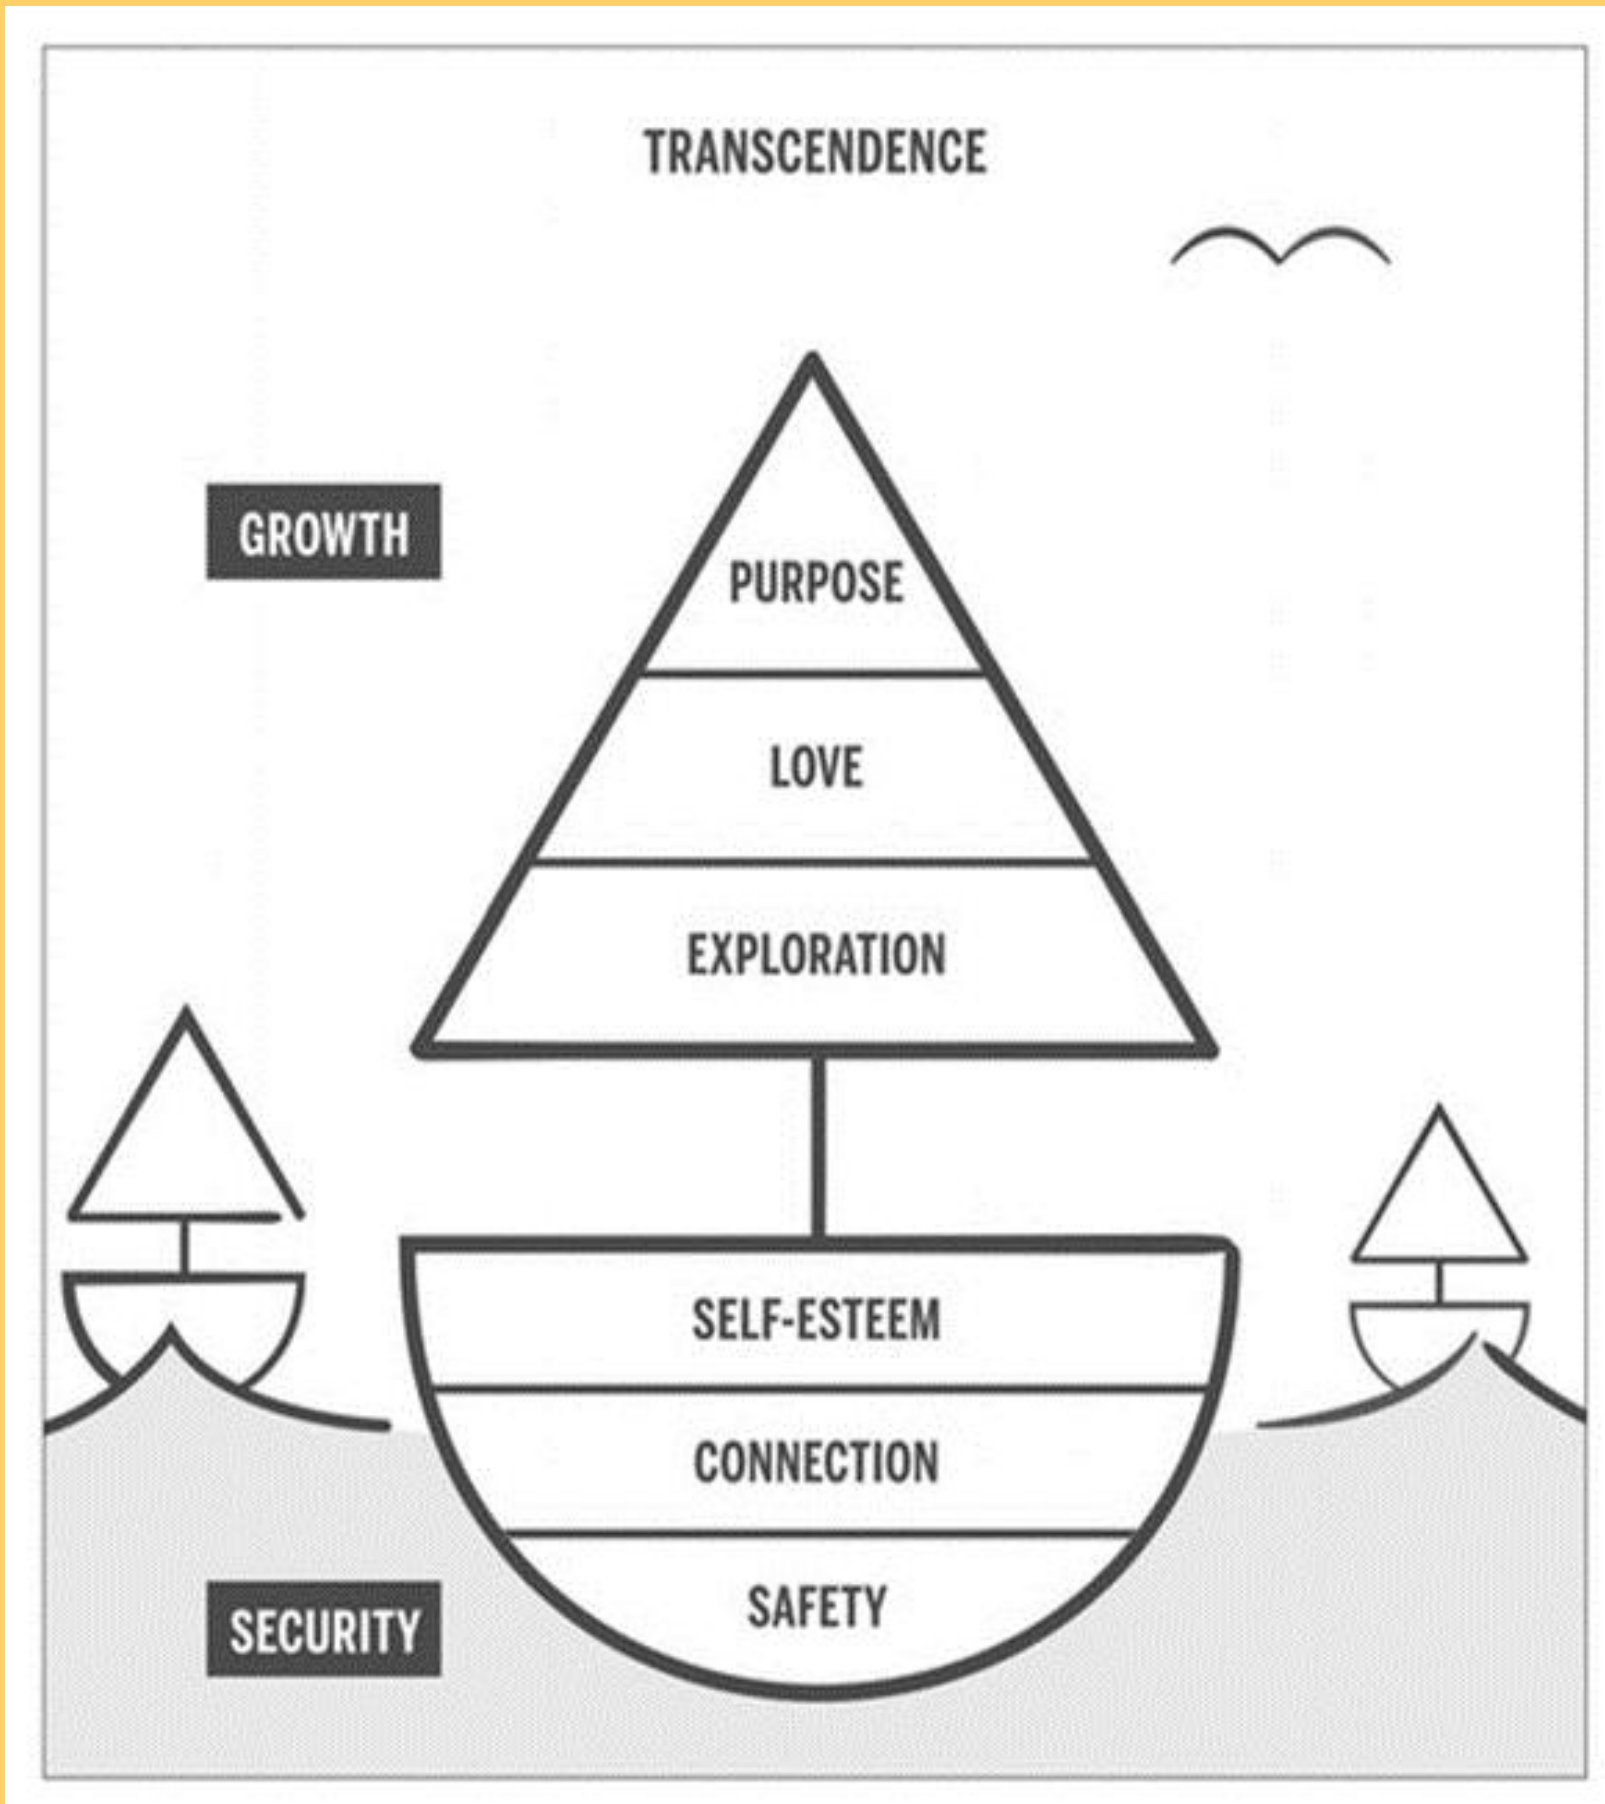 TRANSCENDENCE
GROWTH
PURPOSE
LOVE
EXPLORATION
SELF-ESTEEM
CONNECTION
SAFETY
SECURITY